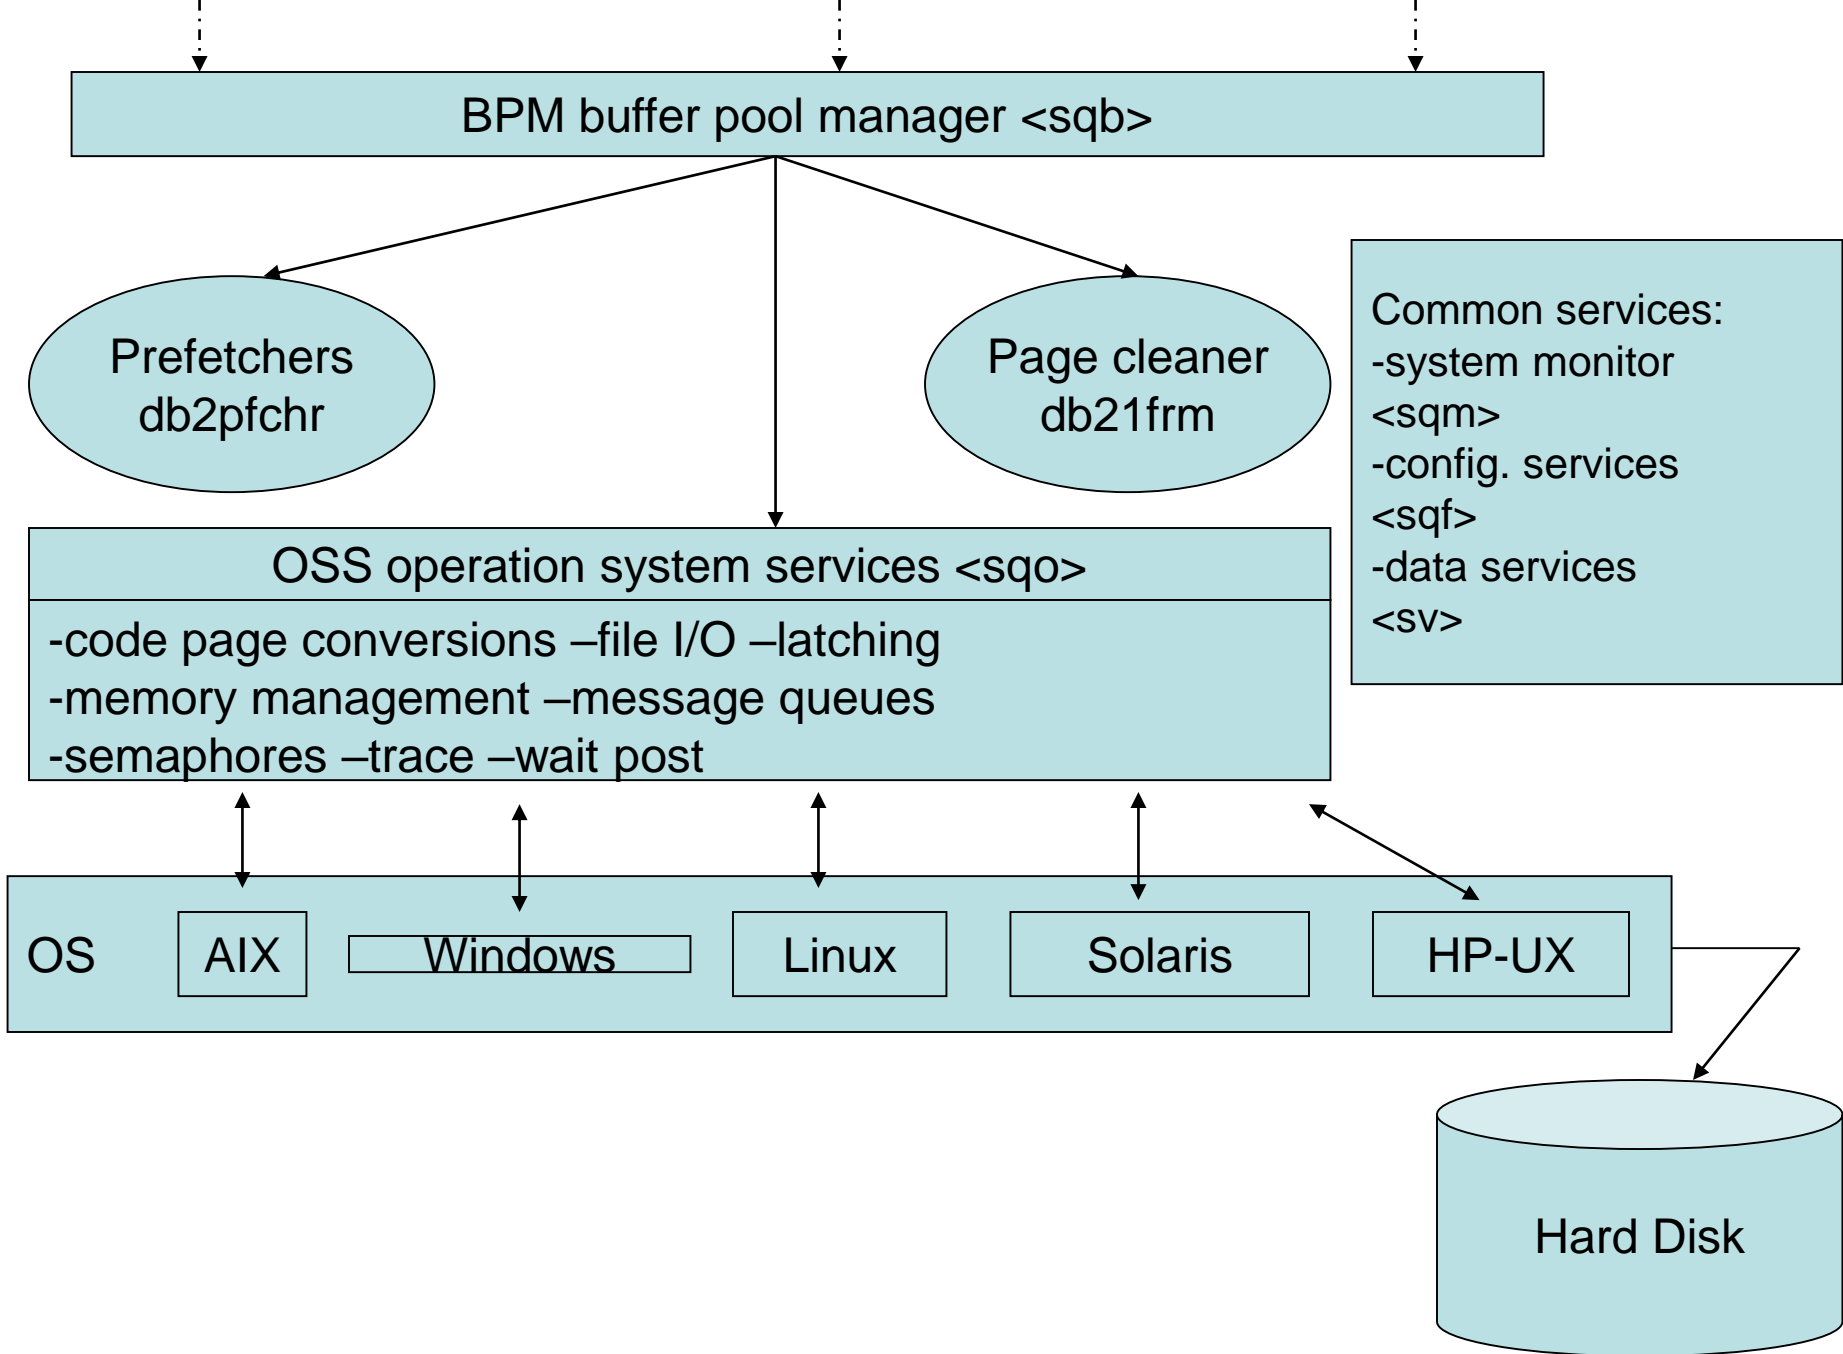 BPM buffer pool manager <sqb>
Prefetchers
db2pfchr
Page cleaner
db21frm
Common services:
-system monitor
<sqm>
-config. services
<sqf>
-data services
<sv>
OSS operation system services <sqo>
-code page conversions –file I/O –latching
-memory management –message queues
-semaphores –trace –wait post
OS
AIX
Windows
Linux
Solaris
HP-UX
Hard Disk